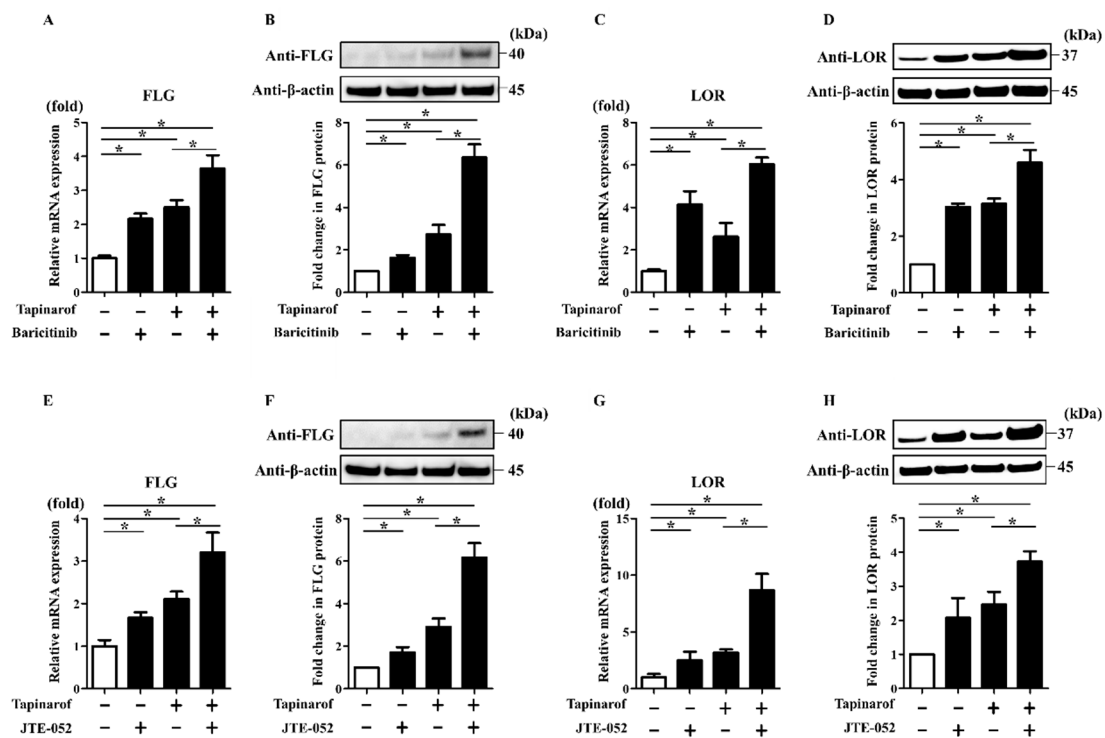 A
B
C
D
(kDa)
(kDa)
Anti-FLG
40
Anti-LOR
37
Anti-β-actin
45
Anti-β-actin
45
(fold)
FLG
(fold)
LOR
* * * *
* * * *
* * * *
* * * *
Relative mRNA expression
5
4
3
2
1
0
Fold change in FLG protein
8
6
4
2
0
Relative mRNA expression
8
6
4
2
0
Fold change in LOR protein
6
4
2
0
Tapinarof − − + +
Baricitinib − + − +
− − + +
− + − +
Tapinarof − − + +
Baricitinib − + − +
Tapinarof − − + +
Baricitinib − + − +
E
F
G
H
(kDa)
(kDa)
Anti-FLG
40
Anti-LOR
37
Anti-β-actin
45
Anti-β-actin
45
(fold)
FLG
(fold)
LOR
* * * *
* * * *
* * * *
* * * *
Relative mRNA expression
4
3
2
1
0
Fold change in FLG protein
8
6
4
2
0
Relative mRNA expression
15
10
5
0
Fold change in LOR protein
6
5
4
3
2
1
0
Tapinarof − − + +
JTE-052 − + − +
Tapinarof − − + +
JTE-052 − + − +
Tapinarof − − + +
JTE-052 − + − +
Tapinarof − − + +
JTE-052 − + − +